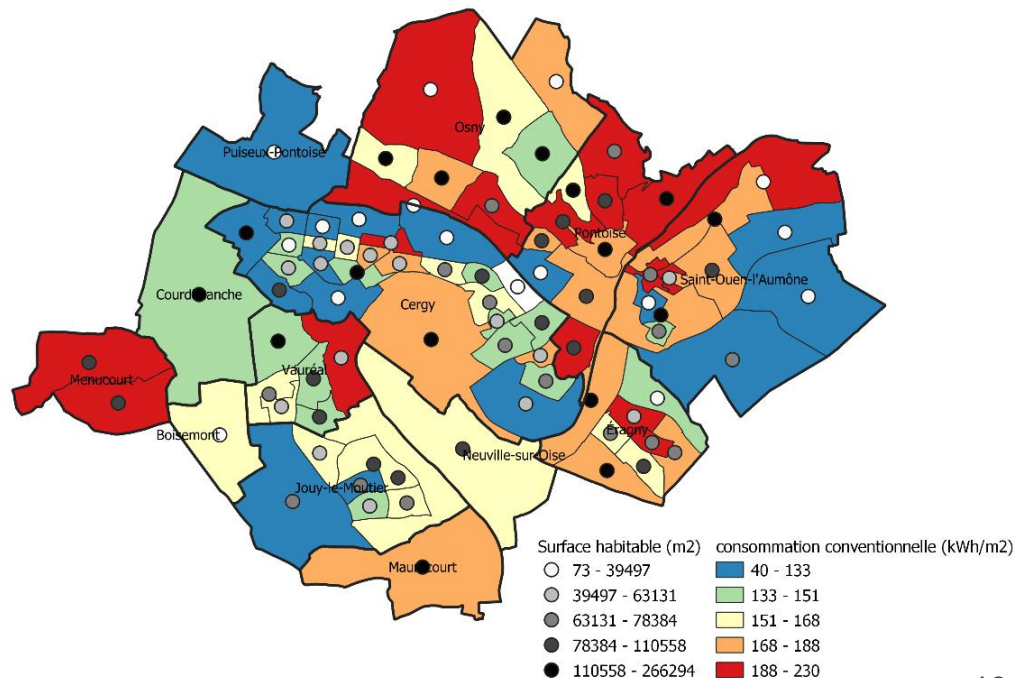 Osny
Puiseux-Pontoise
Pontoise
Saint-Ouen-l'Aumône
Courdimanche
Cergy
Vauréal
Menucourt
Boisemont
Éragny
Neuville-sur-Oise
Jouy-le-Moutier
Maurecourt
Surface habitable (m2)
73 - 39497
39497 - 63131
63131 - 78384
78384 - 110558
110558 - 266294
consommation conventionnelle (kWh/m2)
40 - 133
133 - 151
151 - 168
168 - 188
188 - 230